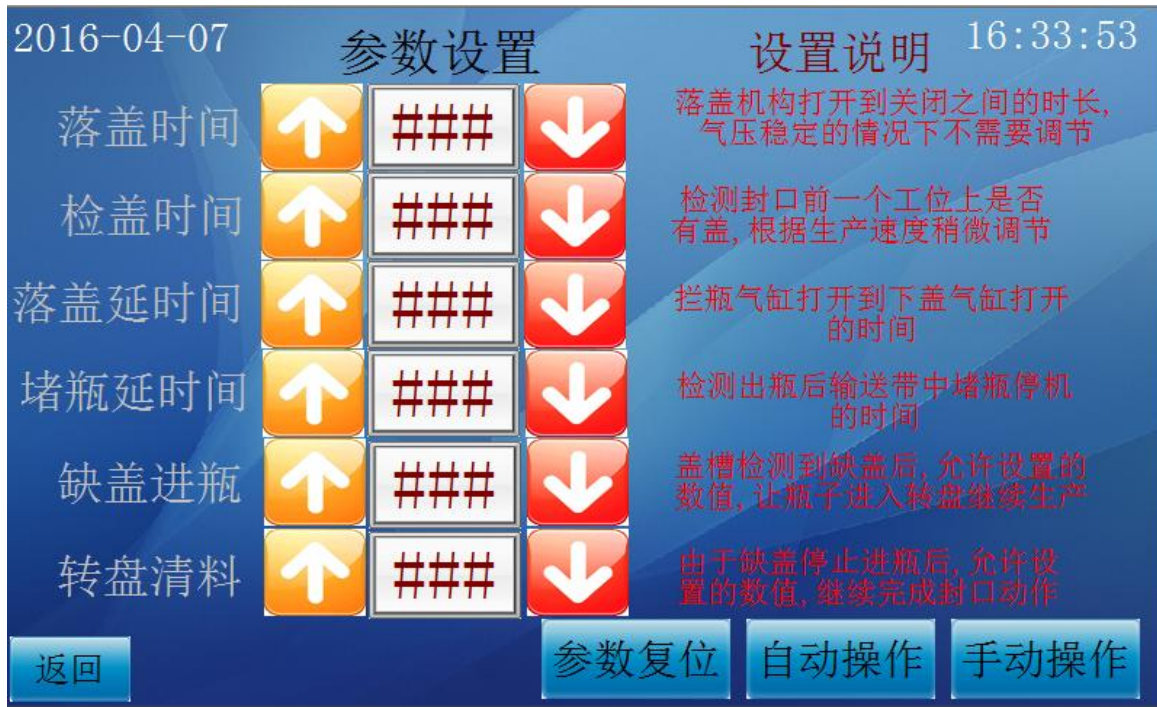 2016-04-07
参数设置
设置说明
16:33:53
落盖时间
###
落盖机构打开到关闭之间的时长,
气压稳定的情况下不需要调节
检盖时间
###
检测封口前一个工位上是否
有盖,根据生产速度稍微调节
落盖延时间
###
拦瓶气缸打开到下盖气缸打开
的时间
堵瓶延时间
###
检测出瓶后输送带中堵瓶停机
的时间
缺盖进瓶
###
盖槽检测到缺盖后,允许设置的
数值,让瓶子进入转盘继续生产
转盘清料
###
由于缺盖停止进瓶后,允许设
置的数值,继续完成封口动作
返回
参数复位
自动操作
手动操作